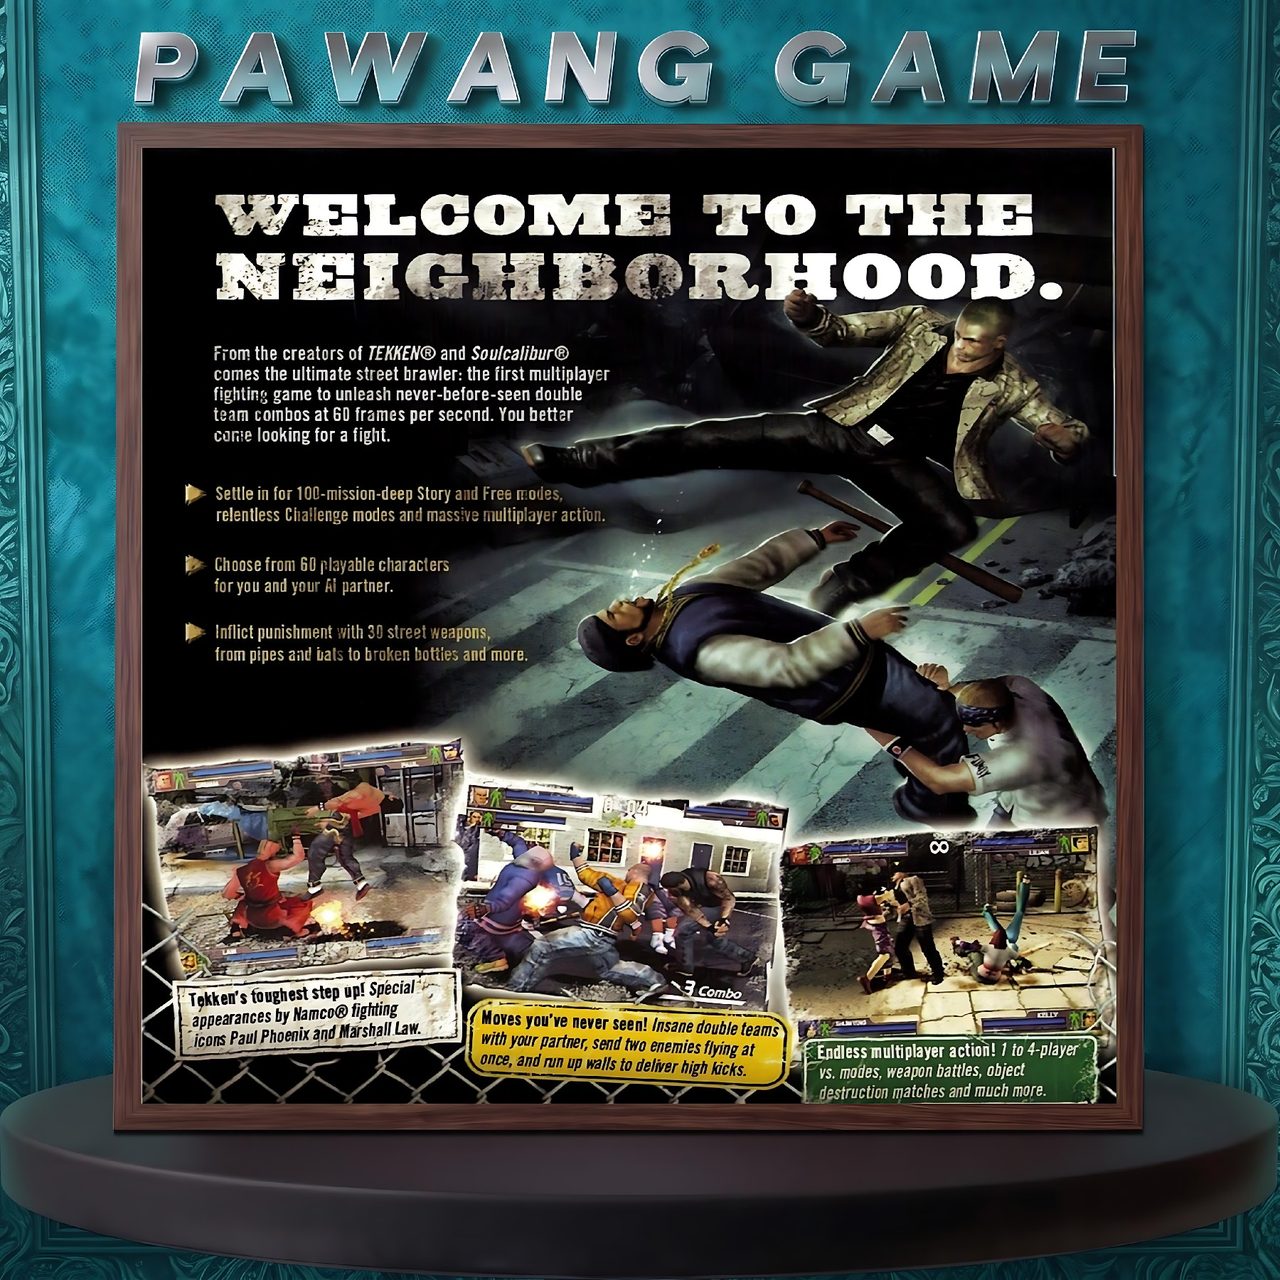 PAWANG GAME
WELCOME TO THE
NEIGHBORHOOD.
From the creators of TEKKEN® and Soulcalibur®
comes the ultimate street brawler: the first multiplayer
fighting game to unleash never-before-seen double
team combos at 60 frames per second. You better
come looking for a fight.
Settle in for 100-mission-deep Story and Free modes,
relentless Challenge modes and massive multiplayer action.
Choose from 60 playable characters
for you and your AI partner.
Inflict punishment with 30 street weapons,
from pipes and bats to broken bottles and more.
3 Combo
LILIAN
KELLY
LAW
Tekken's toughest step up! Special
appearances by Namco® fighting
icons Paul Phoenix and Marshall Law.
Moves you've never seen! Insane double teams
with your partner, send two enemies flying at
once, and run up walls to deliver high kicks.
Endless multiplayer action! 1 to 4-player
vs. modes, weapon battles, object
destruction matches and much more.